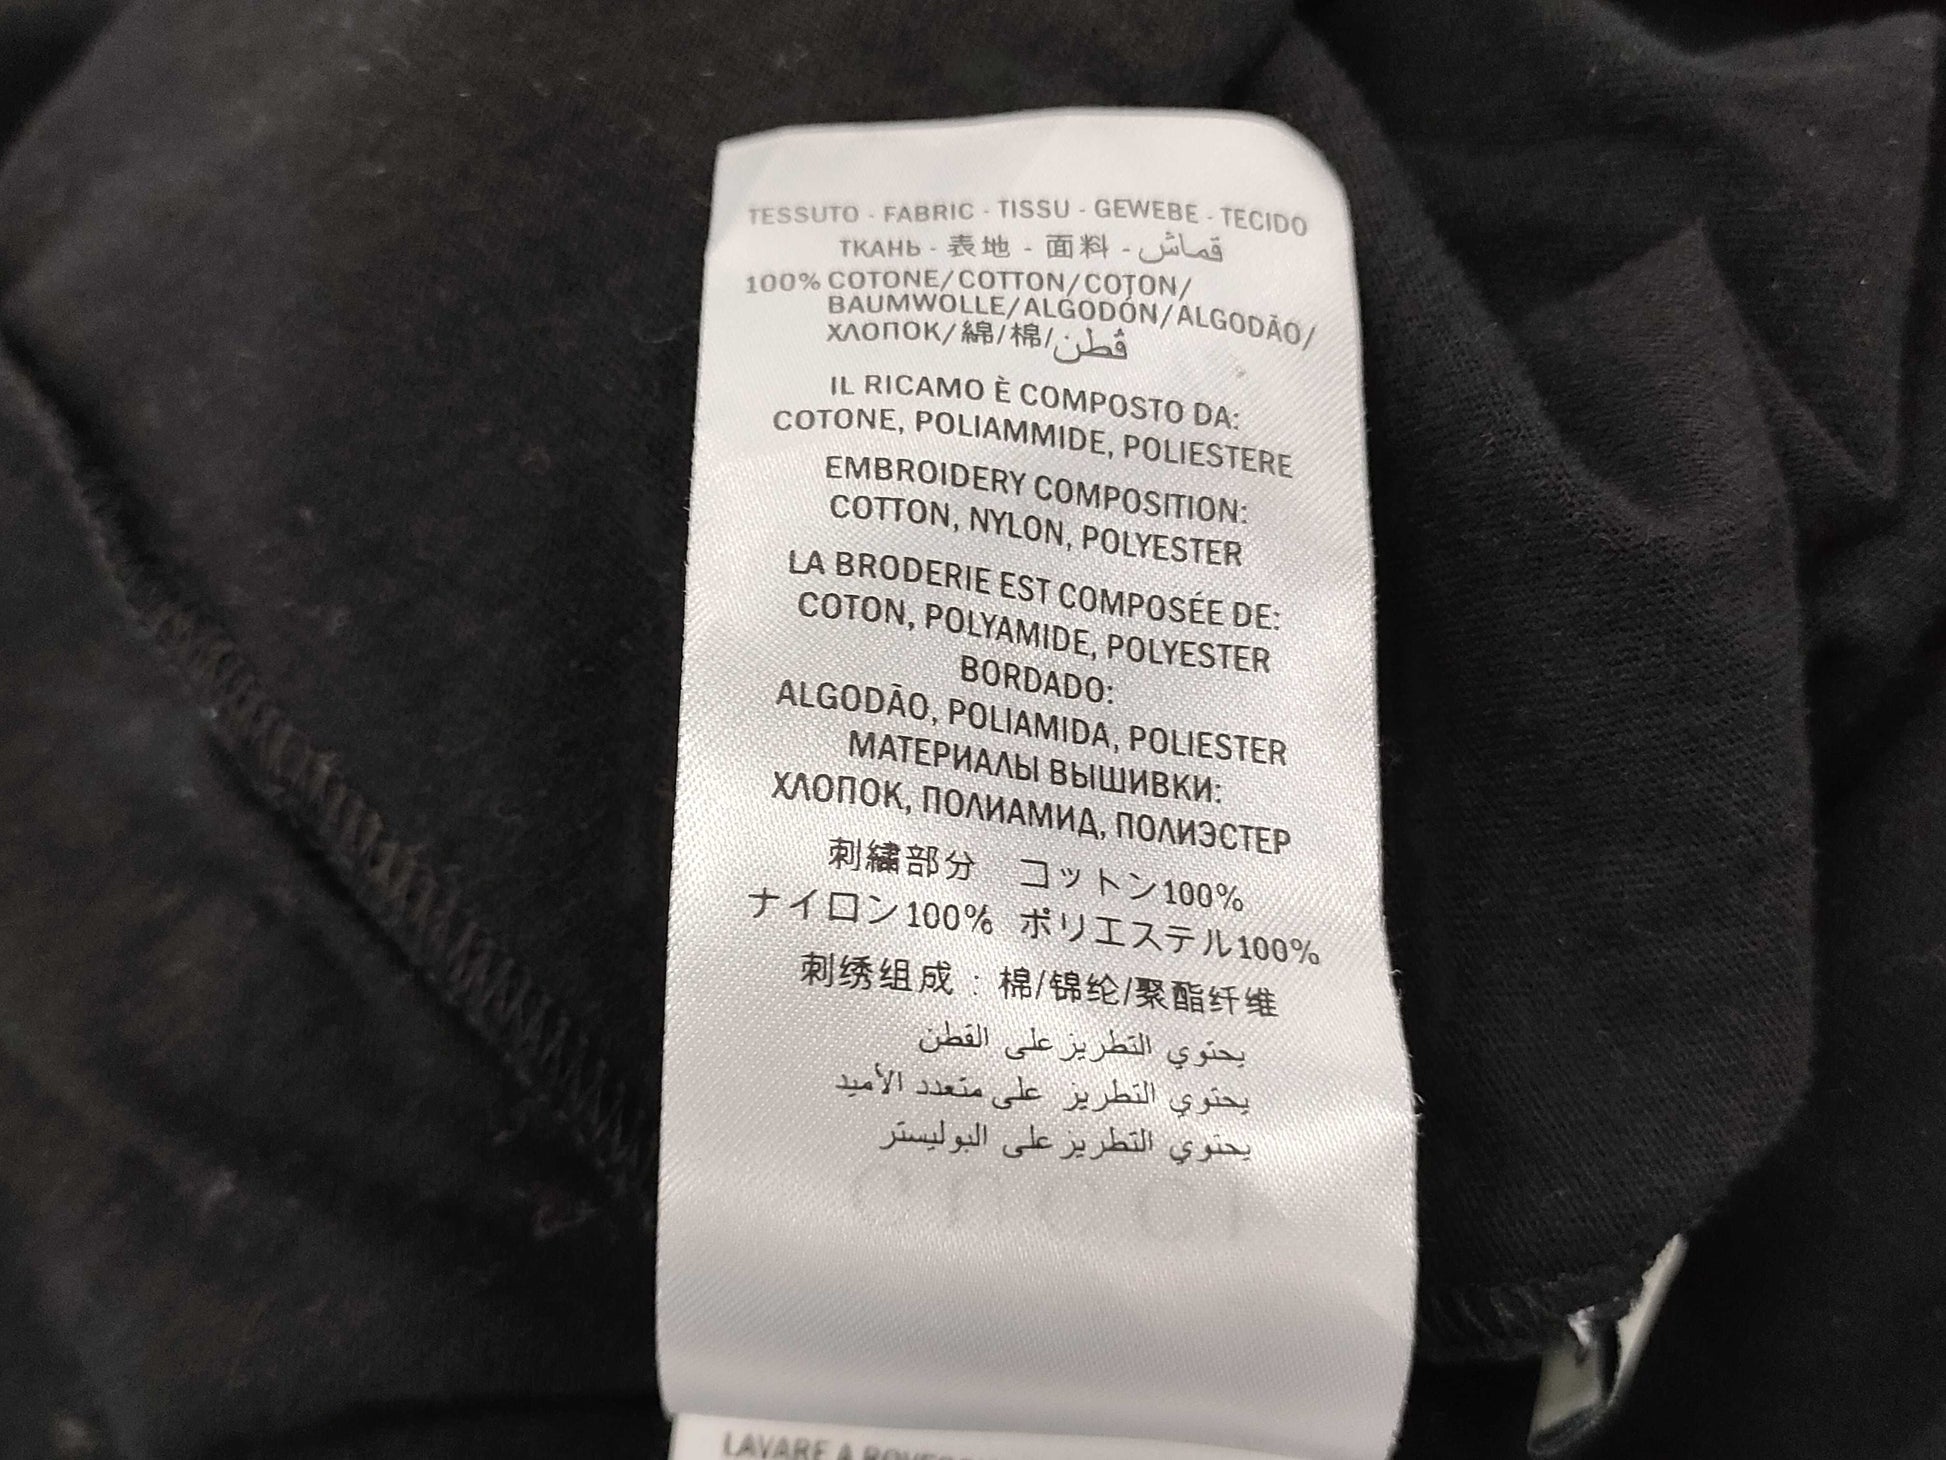 TESSUTO - FABRIC - TISSU - GEWEBE - TECIDO
ТКАНЬ - 表地 - 面料 - قماش
100% COTONE/COTTON/COTON/
BAUMWOLLE/ALGODÓN/ALGODÃO/
ХЛОПОК/綿/棉/قطن
IL RICAMO È COMPOSTO DA:
COTONE, POLIAMMIDE, POLIESTERE
EMBROIDERY COMPOSITION:
COTTON, NYLON, POLYESTER
LA BRODERIE EST COMPOSÉE DE:
COTON, POLYAMIDE, POLYESTER
BORDADO:
ALGODÃO, POLIAMIDA, POLIESTER
МАТЕРИАЛЫ ВЫШИВКИ:
ХЛОПОК, ПОЛИАМИД, ПОЛИЭСТЕР
刺繍部分 コットン100%
ナイロン100% ポリエステル100%
刺绣组成：棉/锦纶/聚酯纤维
يحتوي التطريز على القطن
يحتوي التطريز على متعدد الأميد
يحتوي التطريز على البوليستر
LAVARE A